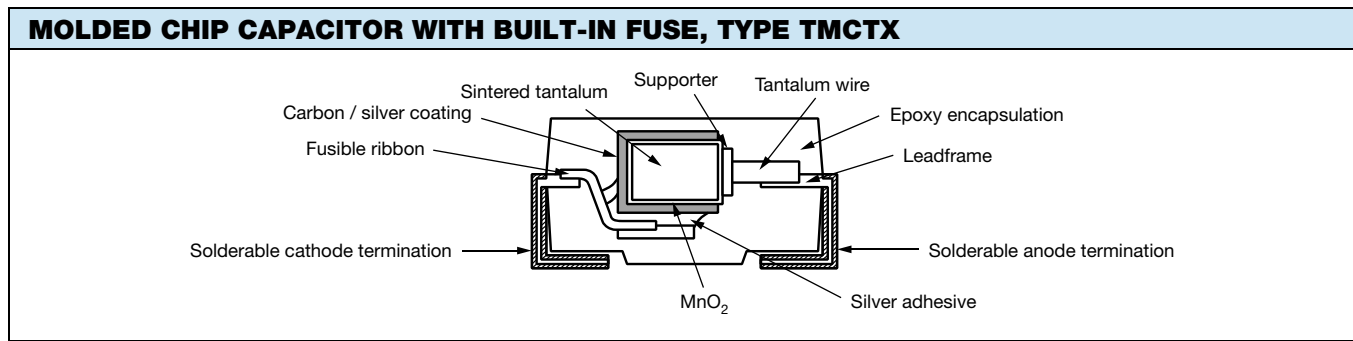 MOLDED CHIP CAPACITOR WITH BUILT-IN FUSE, TYPE TMCTX
Supporter
Tantalum wire
Sintered tantalum
Carbon / silver coating
Epoxy encapsulation
Fusible ribbon
Leadframe
Solderable cathode termination
Solderable anode termination
MnO2
Silver adhesive